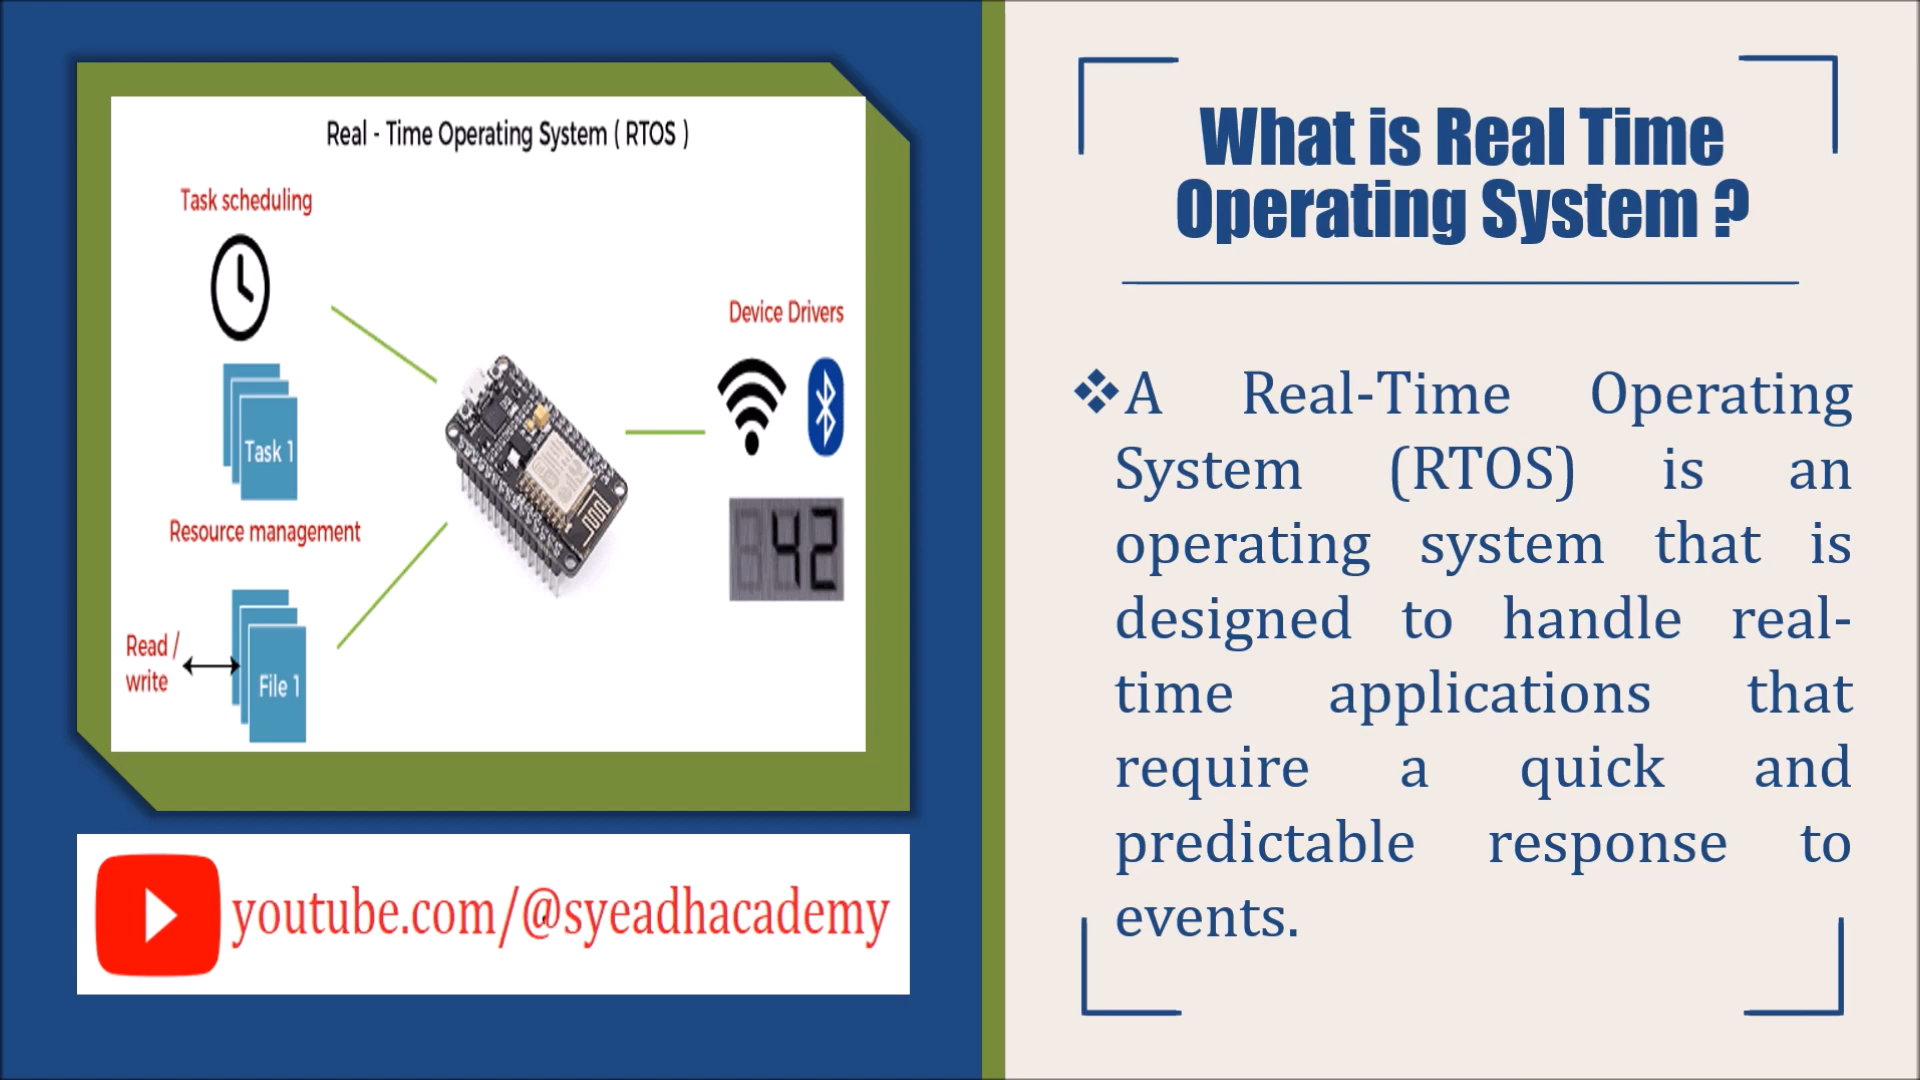 Real - Time Operating System ( RTOS )
Task scheduling
Task 1
Resource management
Read /
write
File 1
Device Drivers
42
youtube.com/@syeadhacademy
What is Real Time
Operating System ?
❖A Real-Time Operating
System (RTOS) is an
operating system that is
designed to handle real-
time applications that
require a quick and
predictable response to
events.